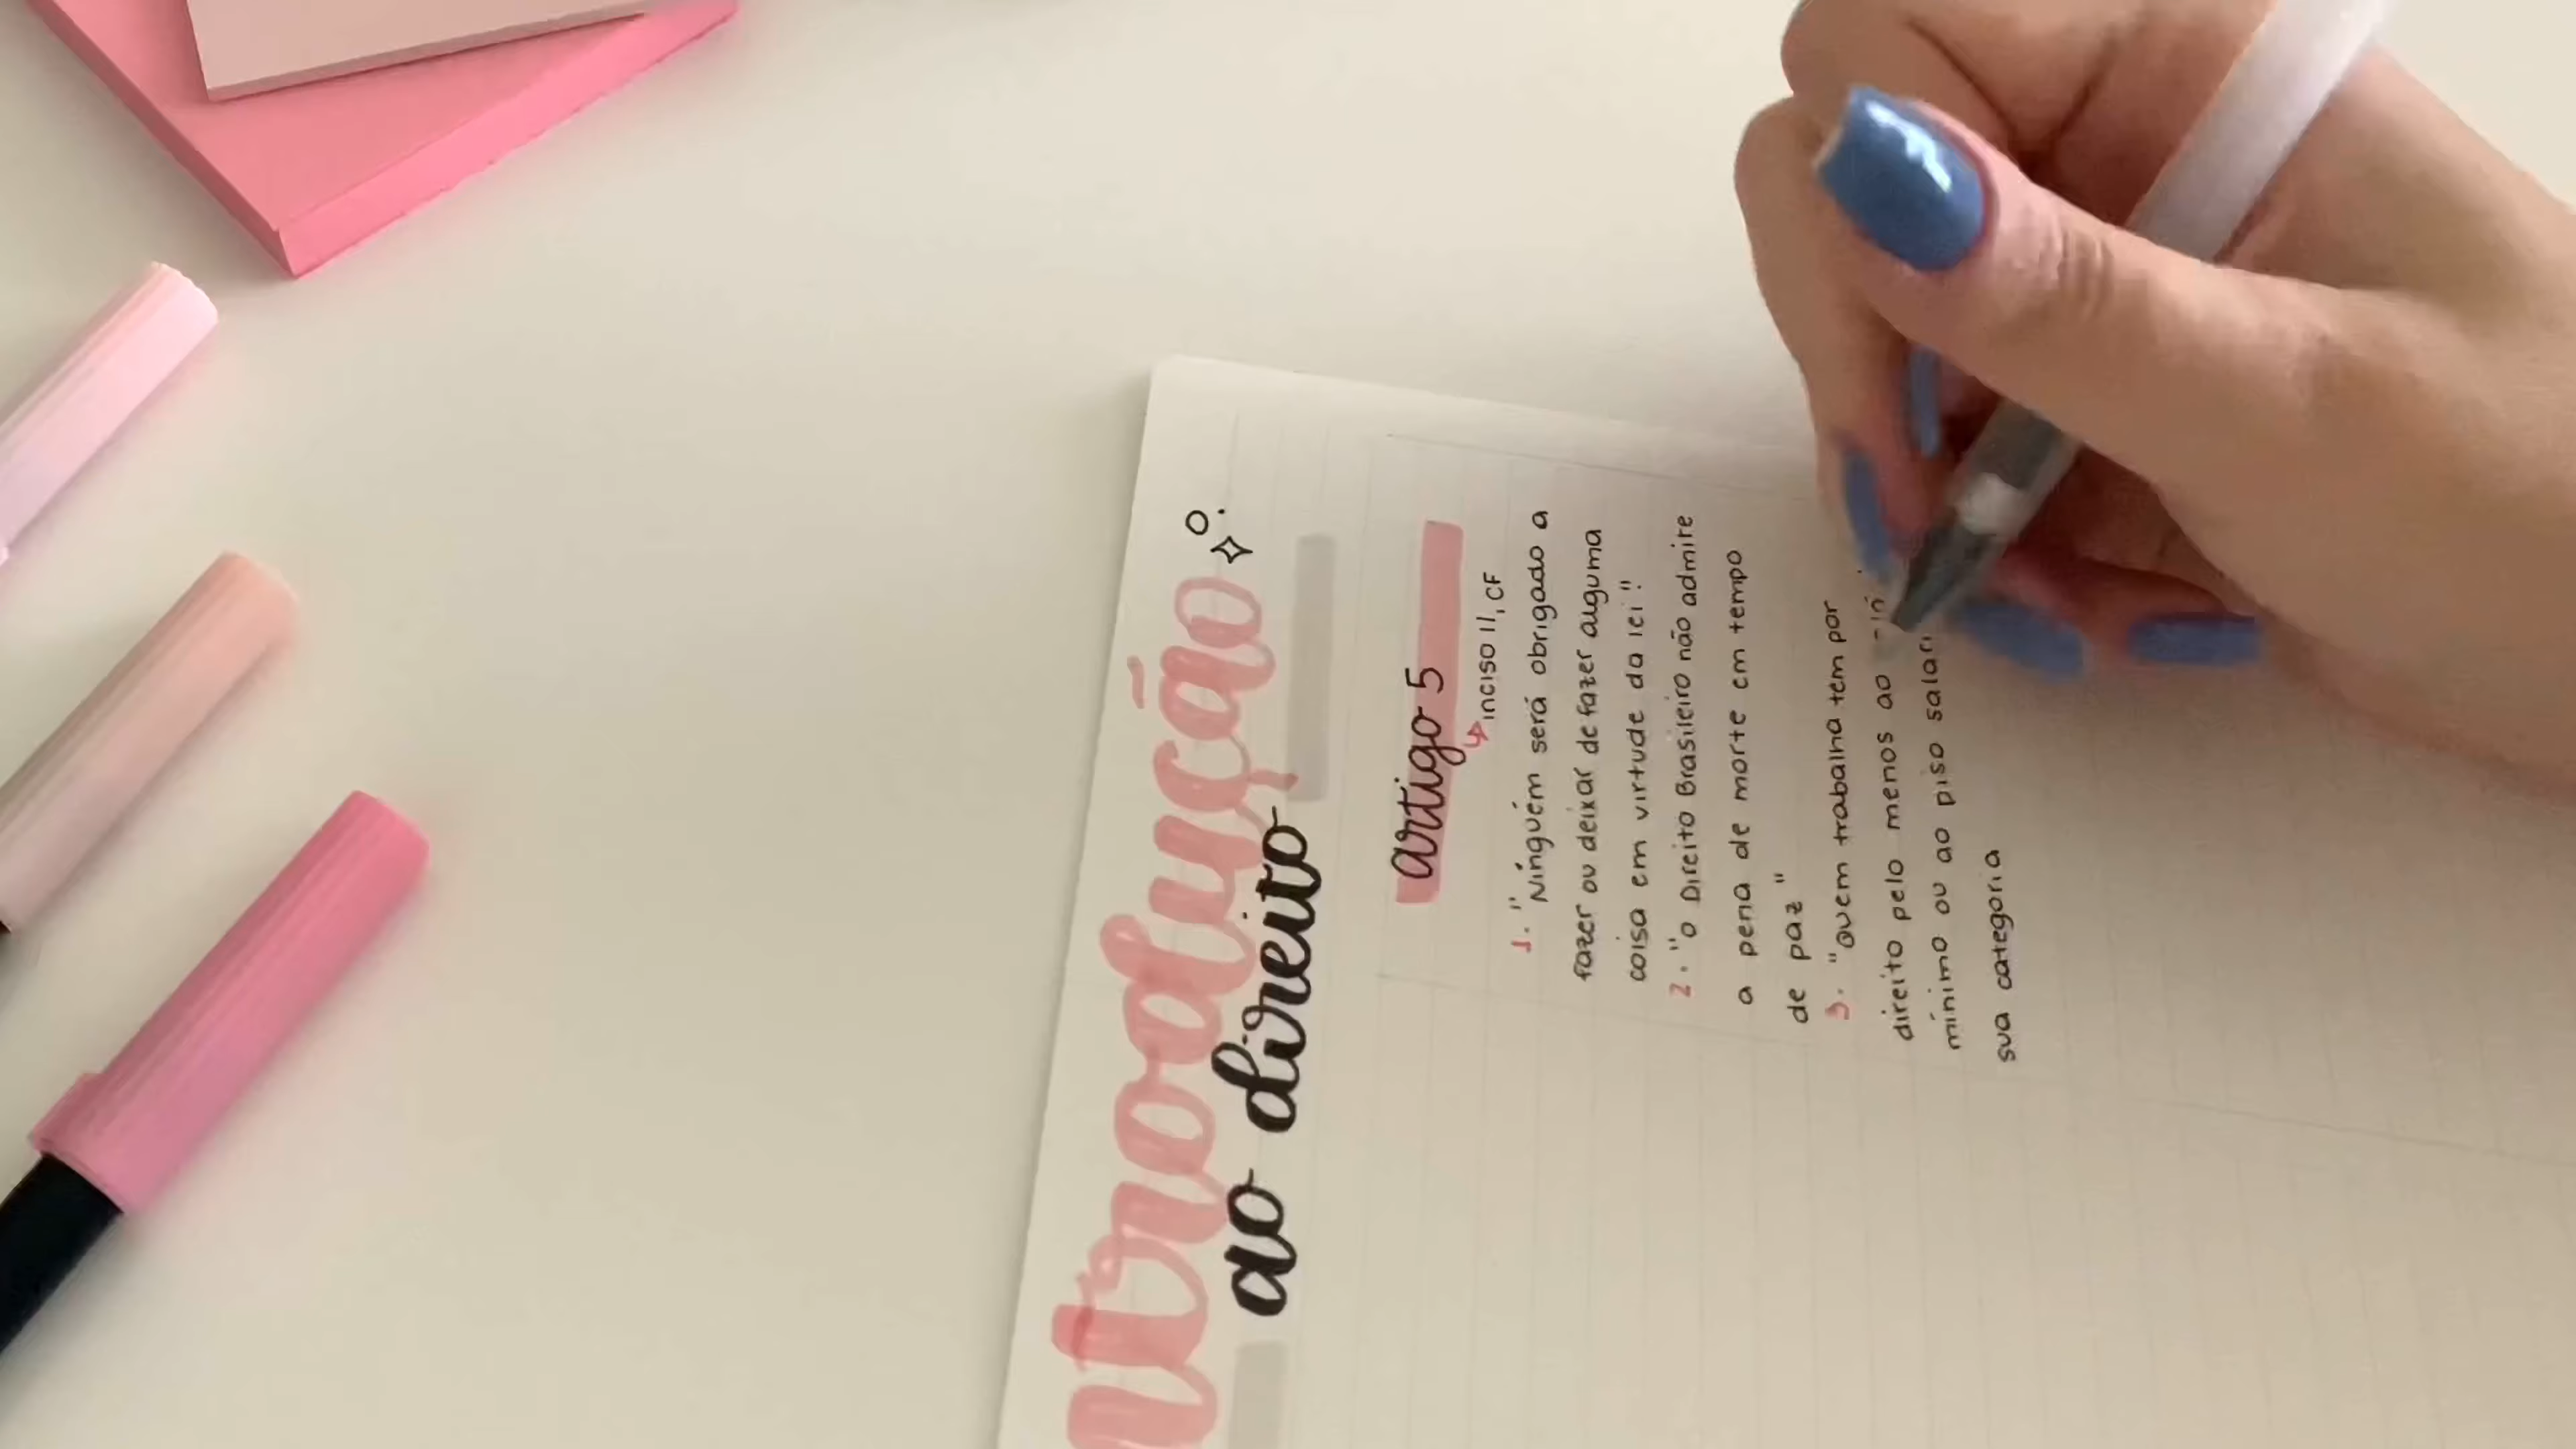 ntrodução
ao direito
artigo 5
inciso II, CF
1. "Ninguém será obrigado a
fazer ou deixar de fazer alguma
coisa em virtude da lei"
2. "o Direito Brasileiro não admite
a pena de morte em tempo
de paz"
3. "quem trabalha tem por
direito pelo menos ao
mínimo ou ao piso
sua categoria